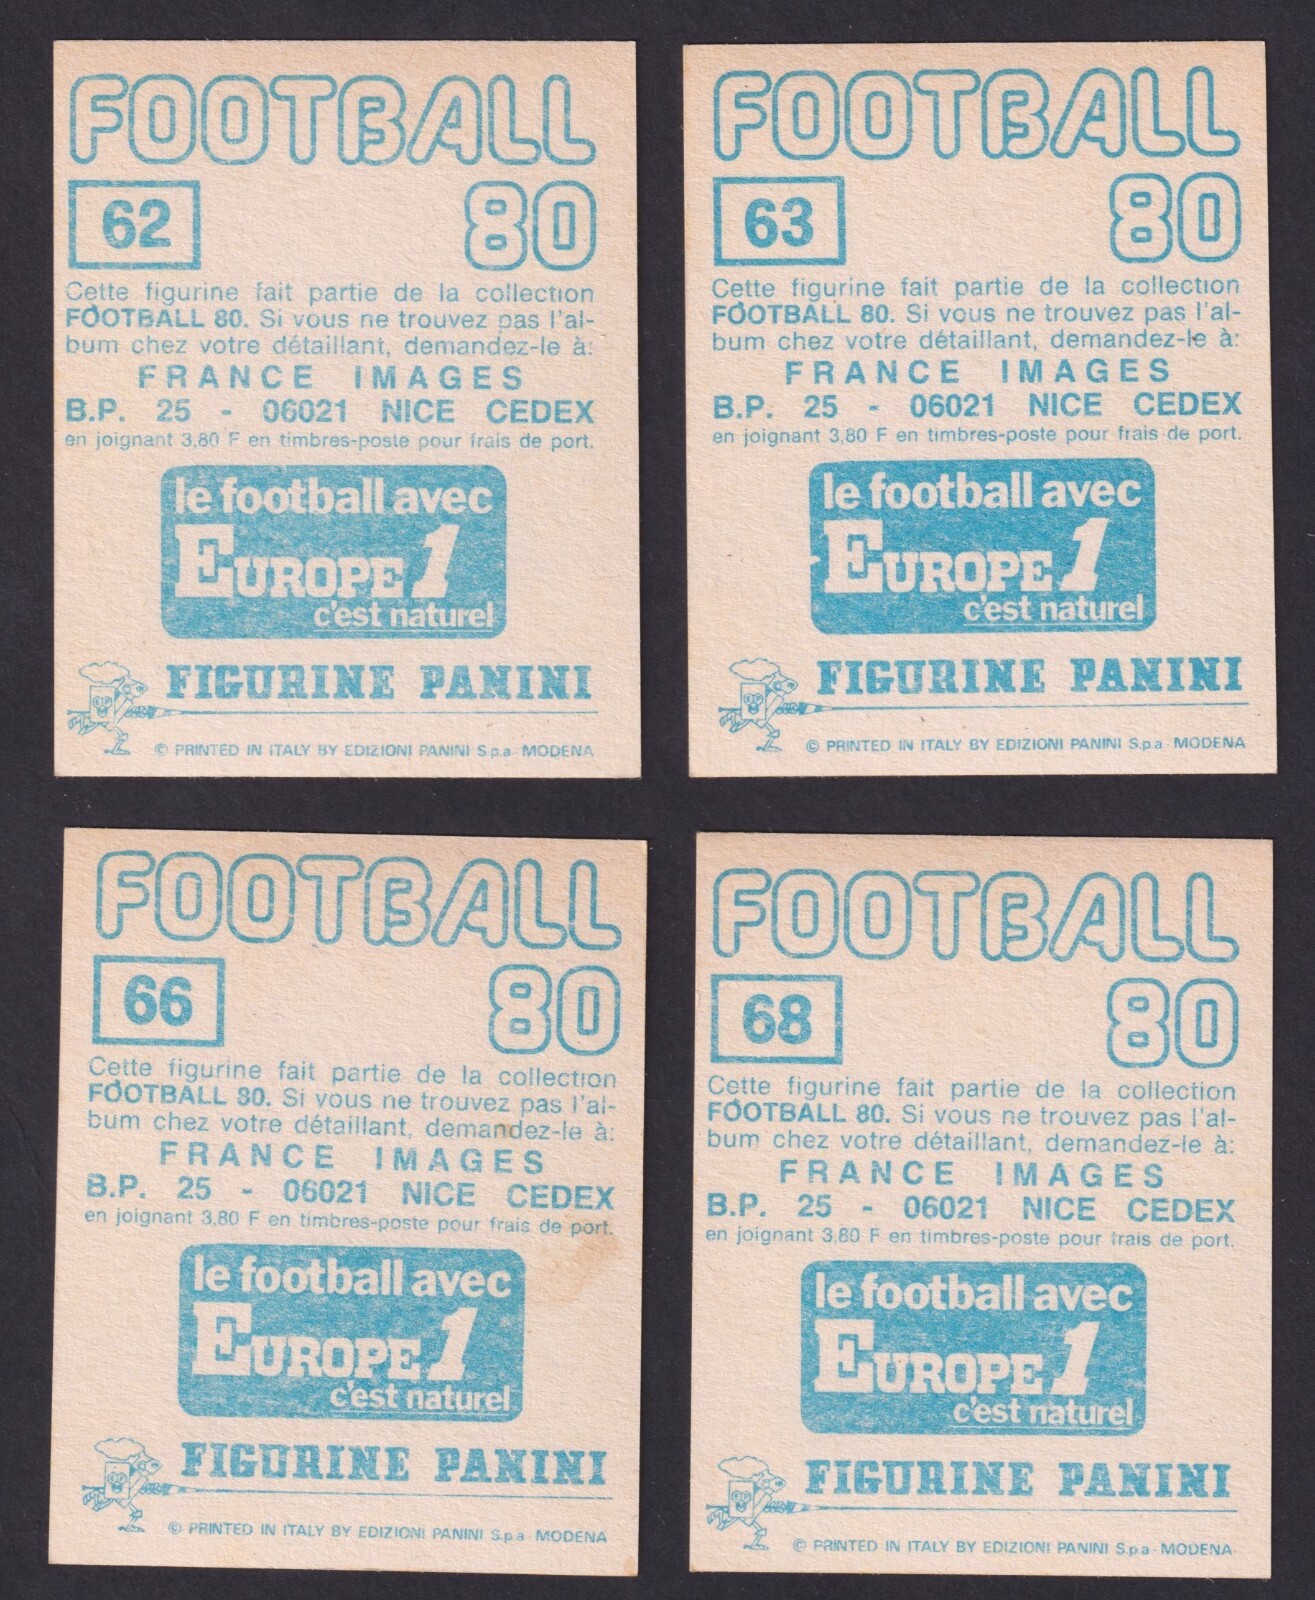 FOOTBALL
62
80
Cette figurine fait partie de la collection
FOOTBALL 80. Si vous ne trouvez pas l'al-
bum chez votre détaillant, demandez-le à:
FRANCE IMAGES
B.P. 25 - 06021 NICE CEDEX
en joignant 3,80 F en timbres-poste pour frais de port.
le football avec
EUROPE 1
c'est naturel
FIGURINE PANINI
© PRINTED IN ITALY BY EDIZIONI PANINI S.p.a - MODENA
FOOTBALL
63
80
Cette figurine fait partie de la collection
FOOTBALL 80. Si vous ne trouvez pas l'al-
bum chez votre détaillant, demandez-le à:
FRANCE IMAGES
B.P. 25 - 06021 NICE CEDEX
en joignant 3,80 F en timbres-poste pour frais de port.
le football avec
EUROPE 1
c'est naturel
FIGURINE PANINI
© PRINTED IN ITALY BY EDIZIONI PANINI S.p.a - MODENA
FOOTBALL
66
80
Cette figurine fait partie de la collection
FOOTBALL 80. Si vous ne trouvez pas l'al-
bum chez votre détaillant, demandez-le à:
FRANCE IMAGES
B.P. 25 - 06021 NICE CEDEX
en joignant 3,80 F en timbres-poste pour frais de port.
le football avec
EUROPE 1
c'est naturel
FIGURINE PANINI
© PRINTED IN ITALY BY EDIZIONI PANINI S.p.a - MODENA
FOOTBALL
68
80
Cette figurine fait partie de la collection
FOOTBALL 80. Si vous ne trouvez pas l'al-
bum chez votre détaillant, demandez-le à:
FRANCE IMAGES
B.P. 25 - 06021 NICE CEDEX
en joignant 3,80 F en timbres-poste pour frais de port.
le football avec
EUROPE 1
c'est naturel
FIGURINE PANINI
© PRINTED IN ITALY BY EDIZIONI PANINI S.p.a - MODENA